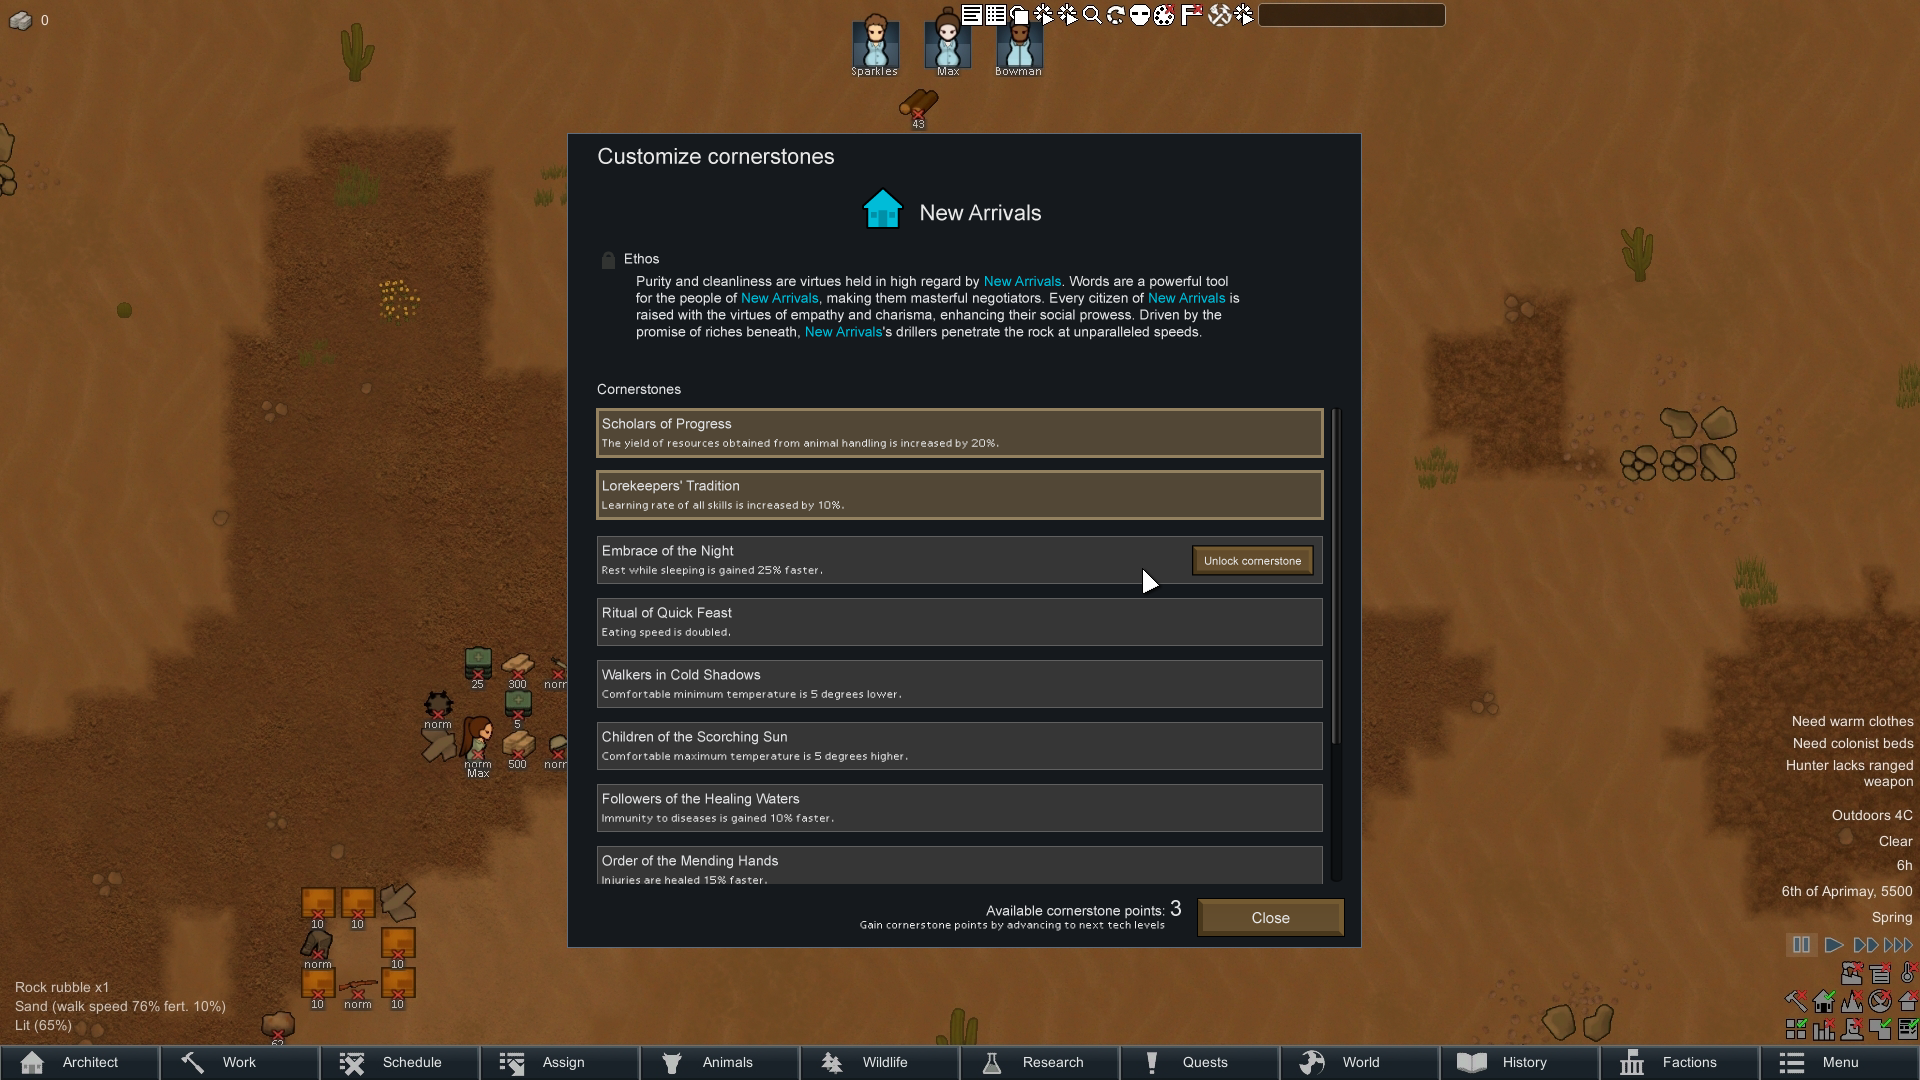 0
Sparkles
Max
Bowman
43
Customize cornerstones
New Arrivals
Ethos
Purity and cleanliness are virtues held in high regard by New Arrivals. Words are a powerful tool
for the people of New Arrivals, making them masterful negotiators. Every citizen of New Arrivals is
raised with the virtues of empathy and charisma, enhancing their social prowess. Driven by the
promise of riches beneath, New Arrivals's drillers penetrate the rock at unparalleled speeds.
Cornerstones
Scholars of Progress
The yield of resources obtained from animal handling is increased by 20%.
Lorekeepers' Tradition
Learning rate of all skills is increased by 10%.
Embrace of the Night
Rest while sleeping is gained 25% faster.
Unlock cornerstone
Ritual of Quick Feast
Eating speed is doubled.
Walkers in Cold Shadows
Comfortable minimum temperature is 5 degrees lower.
Children of the Scorching Sun
Comfortable maximum temperature is 5 degrees higher.
Followers of the Healing Waters
Immunity to diseases is gained 10% faster.
Order of the Mending Hands
Injuries are healed 15% faster.
Available cornerstone points: 3
Gain cornerstone points by advancing to next tech levels
Close
25 300 norm
norm 5
norm 500 norm
Max
10 10
norm 10
10 norm 10
62
Need warm clothes
Need colonist beds
Hunter lacks ranged
weapon
Outdoors 4C
Clear
6h
6th of Aprimay, 5500
Spring
Rock rubble x1
Sand (walk speed 76% fert. 10%)
Lit (65%)
Architect
Work
Schedule
Assign
Animals
Wildlife
Research
Quests
World
History
Factions
Menu